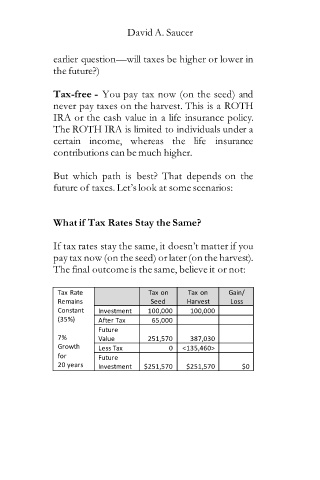 David A. Saucer
earlier question—will taxes be higher or lower in
the future?)
Tax-free - You pay tax now (on the seed) and
never pay taxes on the harvest. This is a ROTH
IRA or the cash value in a life insurance policy.
The ROTH IRA is limited to individuals under a
certain income, whereas the life insurance
contributions can be much higher.
But which path is best? That depends on the
future of taxes. Let's look at some scenarios:
What if Tax Rates Stay the Same?
If tax rates stay the same, it doesn't matter if you
pay tax now (on the seed) or later (on the harvest).
The final outcome is the same, believe it or not:
Tax Rate Tax on Tax on Gain/
Remains Seed Harvest Loss
Constant Investment 100,000 100,000
(35%) After Tax 65,000
Future
7% Value 251,570 387,030
Growth Less Tax 0 <135,460>
for Future
20 years Investment $251,570 $251,570 $0